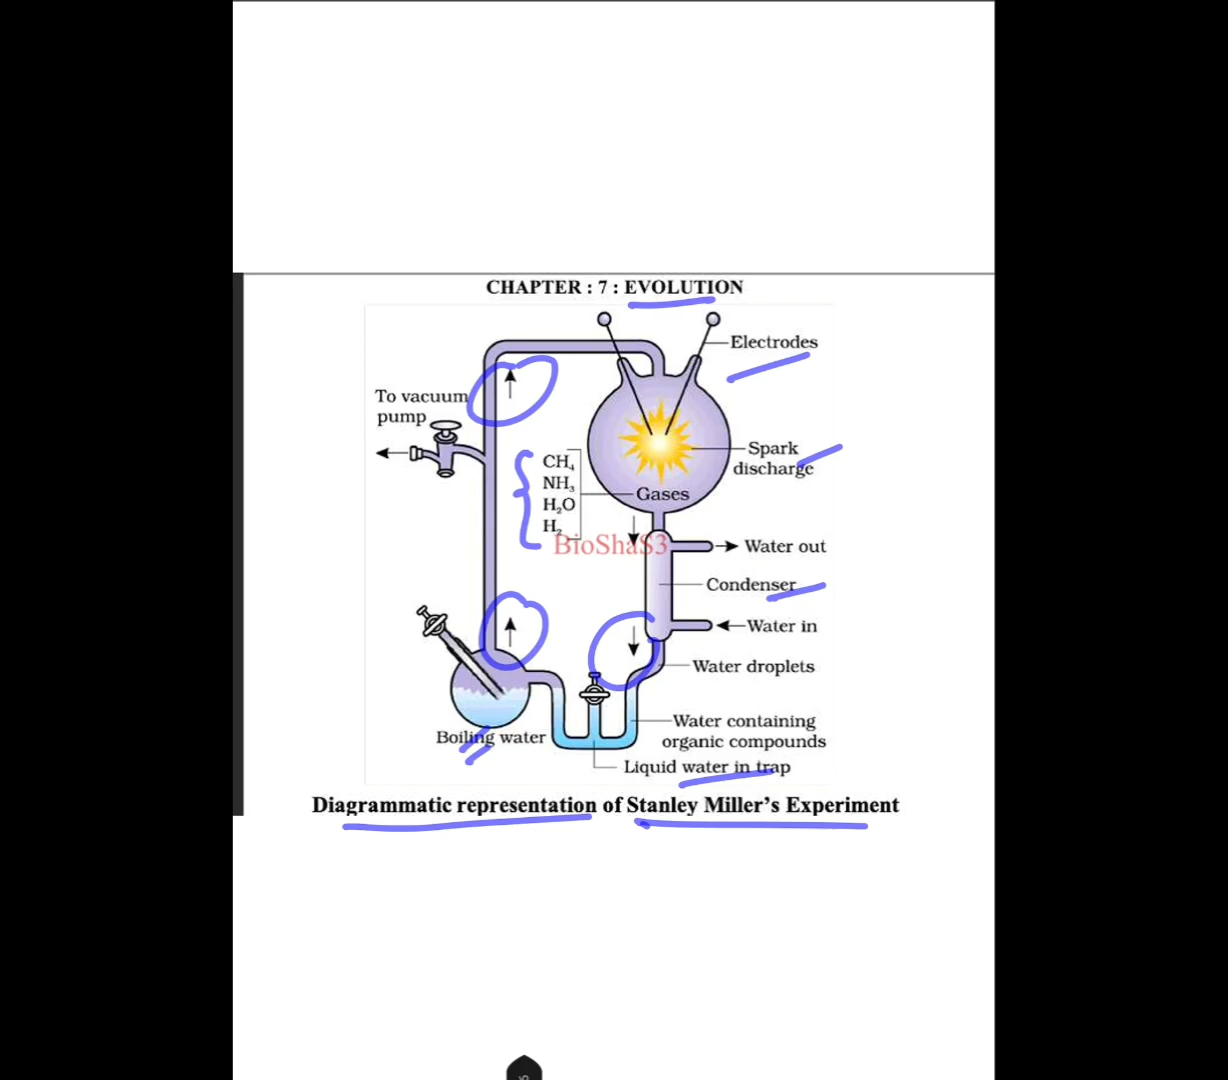 CHAPTER : 7 : EVOLUTION
Electrodes
To vacuum
pump
Spark
discharge
CH₄
NH₃
H₂O
H₂
Gases
BioShaS3
Water out
Condenser
Water in
Water droplets
Water containing
organic compounds
Boiling water
Liquid water in trap
Diagrammatic representation of Stanley Miller's Experiment